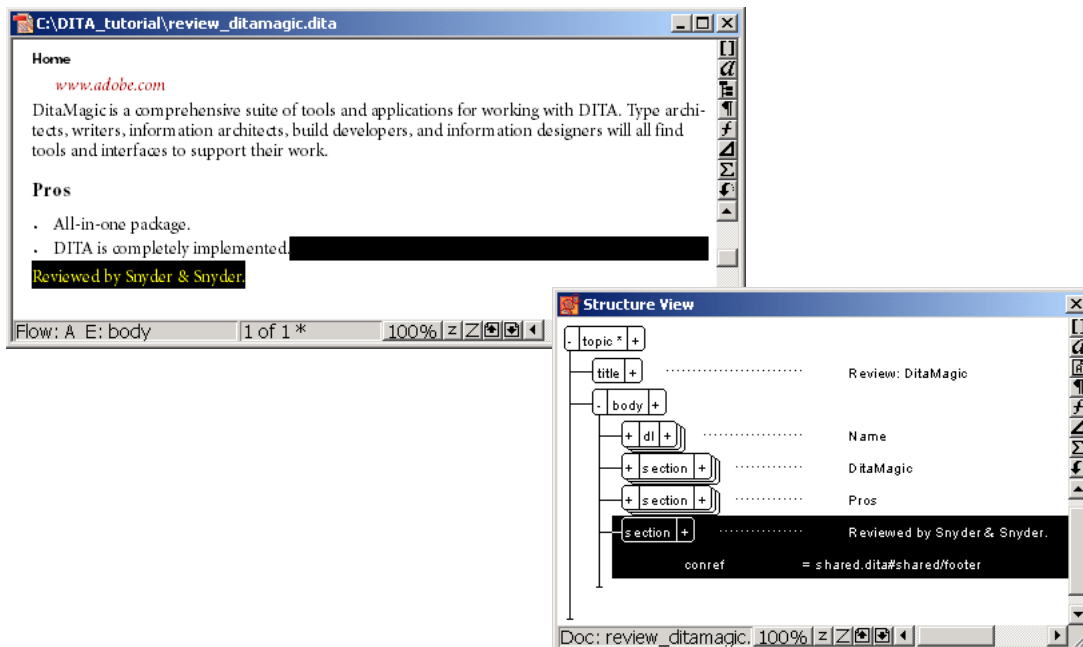 C:\DITA_tutorial\review_ditamagic.dita
Home
www.adobe.com
DitaMagic is a comprehensive suite of tools and applications for working with DITA. Type archi-
tects, writers, information architects, build developers, and information designers will all find
tools and interfaces to support their work.
Pros
. All-in-one package.
. DITA is completely implemented.
Reviewed by Snyder & Snyder.
Flow: A E: body 1 of 1 * 100% z Z
Structure View
- topic * +
title + Review: DitaMagic
- body +
+ dl + Name
+ section + DitaMagic
+ section + Pros
section + Reviewed by Snyder & Snyder.
conref = shared.dita#shared/footer
Doc: review_ditamagic. 100% z Z